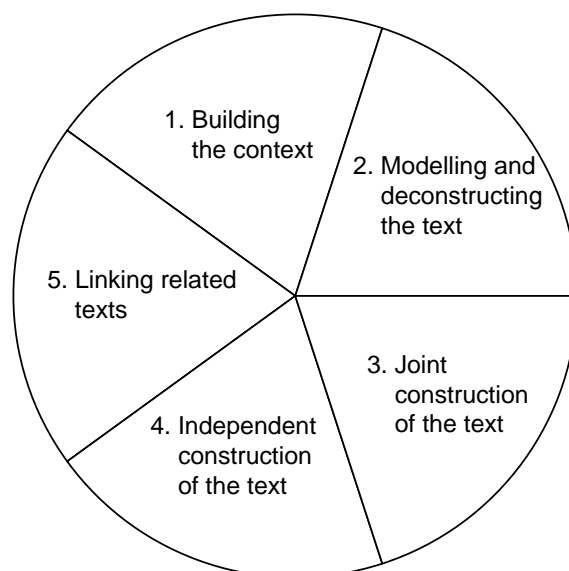 1. Building
the context
2. Modelling and
deconstructing
the text
3. Joint
construction
of the text
4. Independent
construction
of the text
5. Linking related
texts